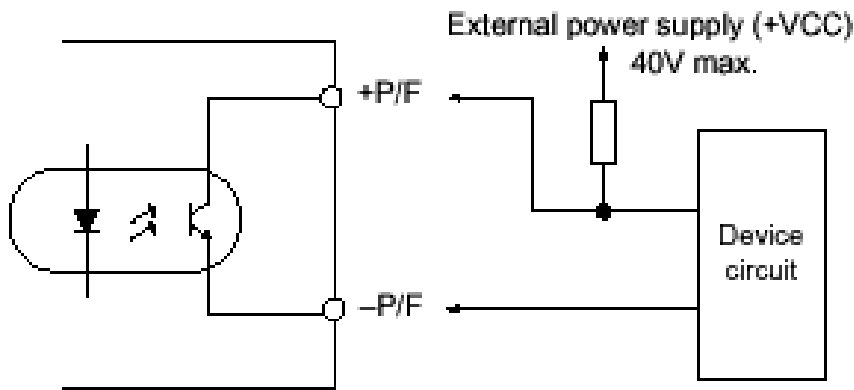 External power supply (+VCC)
40V max.
+P/F
Device
circuit
–P/F